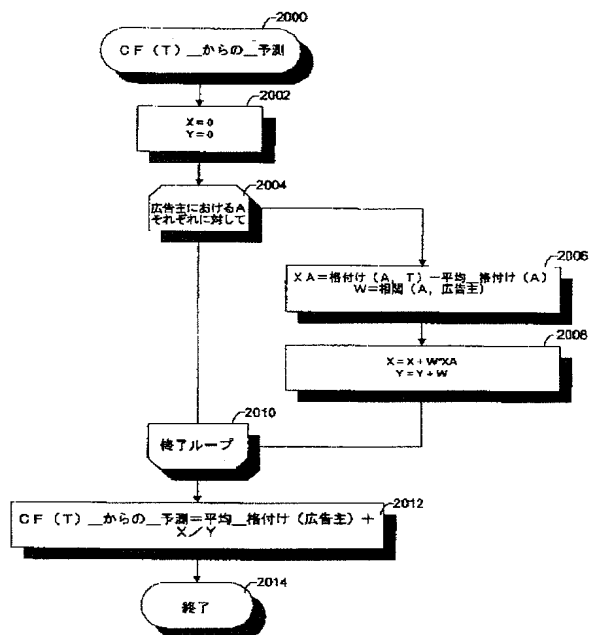 2000
CF(T)_からの_予測
2002
X=0
Y=0
2004
広告主におけるA
それぞれに対して
2006
XA=格付け(A,T)-平均_格付け(A)
W=相関(A,広告主)
2008
X=X+W*XA
Y=Y+W
2010
終了ループ
2012
CF(T)_からの_予測=平均_格付け(広告主)+
X/Y
2014
終了